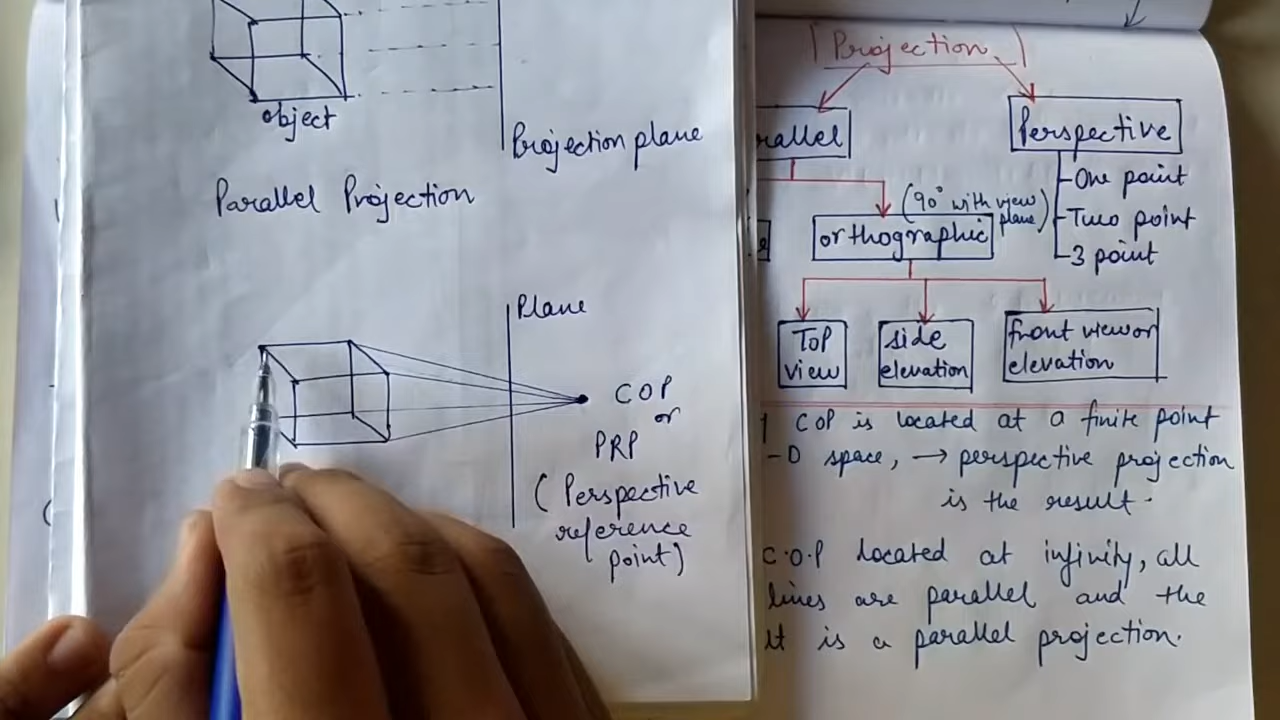 object
Projection plane
Parallel Projection
Plane
COP
or
PRP
(Perspective
reference
point)
Projection
rallel
Perspective
One point
Two point
3 point
(90° with view
plane)
orthographic
Top
view
side
elevation
front view or
elevation
COP is located at a finite point
-D space, → perspective projection
is the result.
C.O.P located at infinity, all
lines are parallel and the
lt is a parallel projection.